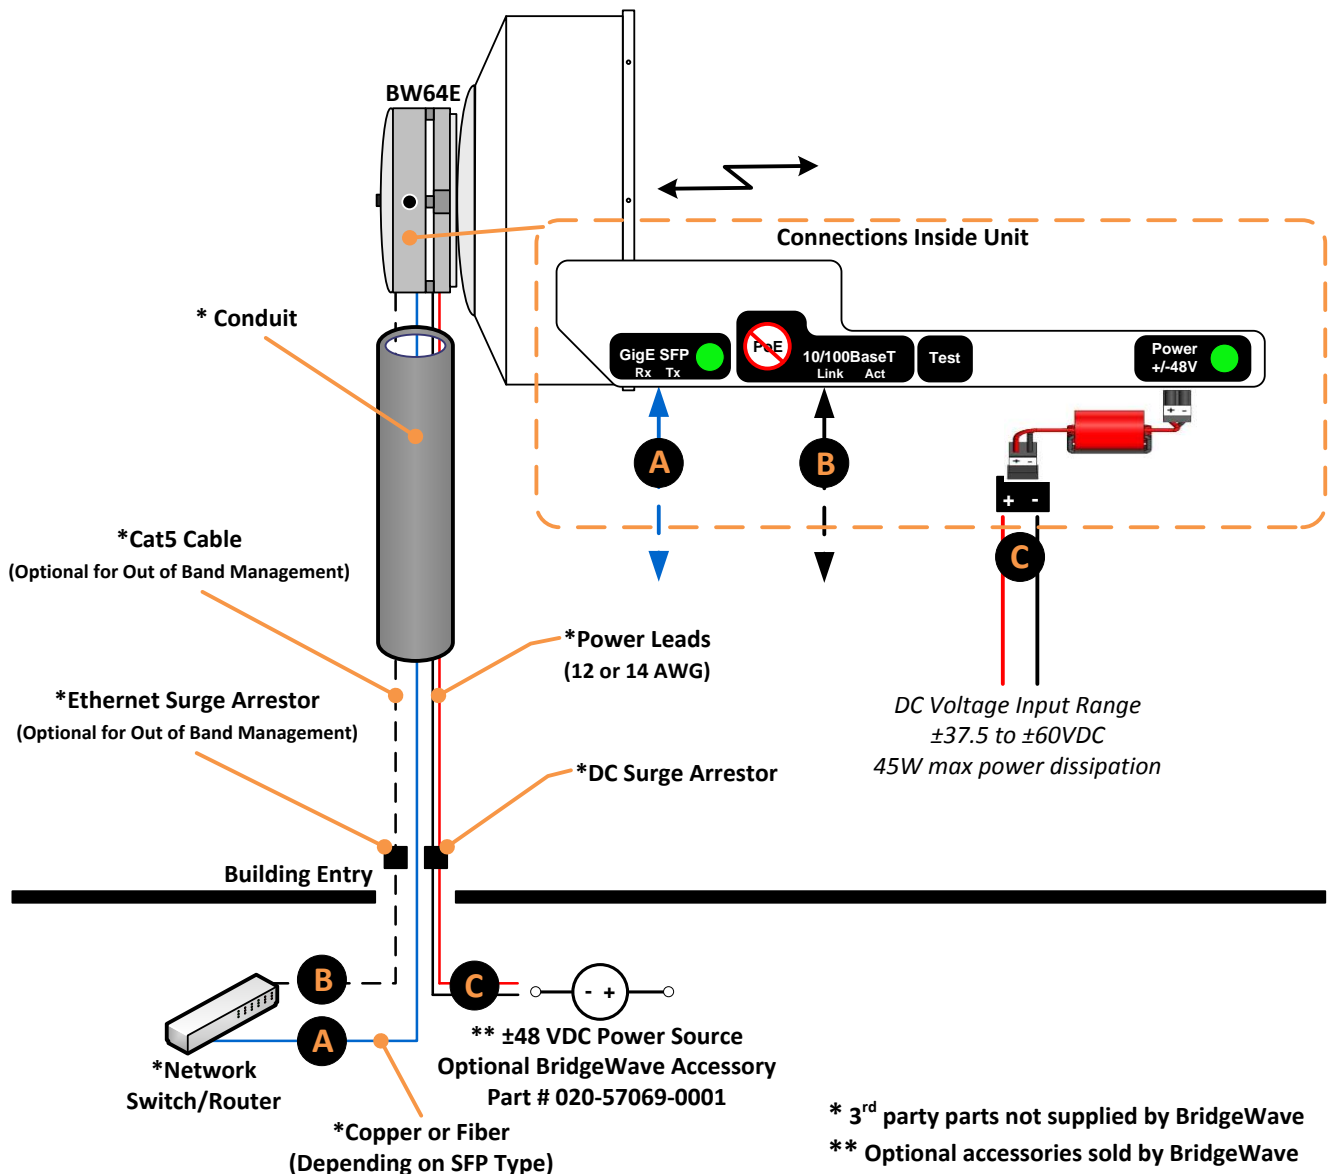 BW64E
Connections Inside Unit
* Conduit
GigE SFP
Rx Tx
PoE
10/100BaseT
Link Act
Test
Power
+/-48V
+ -
+ -
+ -
A
B
C
*Cat5 Cable
(Optional for Out of Band Management)
*Power Leads
(12 or 14 AWG)
*Ethernet Surge Arrestor
(Optional for Out of Band Management)
DC Voltage Input Range
±37.5 to ±60VDC
45W max power dissipation
*DC Surge Arrestor
Building Entry
B
C
- +
A
*Network
Switch/Router
** ±48 VDC Power Source
Optional BridgeWave Accessory
Part # 020-57069-0001
*Copper or Fiber
(Depending on SFP Type)
* 3rd party parts not supplied by BridgeWave
** Optional accessories sold by BridgeWave